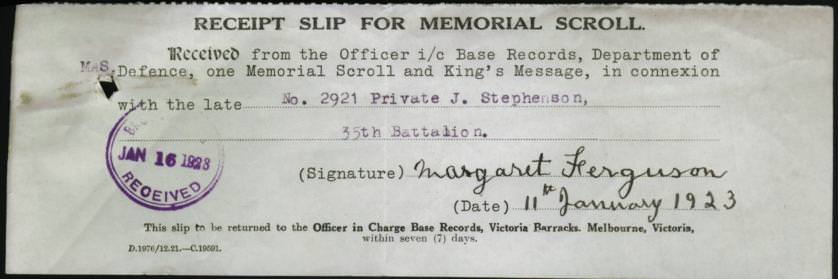 RECEIPT SLIP FOR MEMORIAL SCROLL.
Received from the Officer i/c Base Records, Department of
M&S. Defence, one Memorial Scroll and King's Message, in connexion
with the late No. 2921 Private J. Stephenson,
35th Battalion.
JAN 16 1923
RECEIVED
(Signature) Margaret Ferguson
(Date) 11th January 1923
This slip to be returned to the Officer in Charge Base Records, Victoria Barracks. Melbourne, Victoria,
within seven (7) days.
D.1976/12.21.—C.19591.